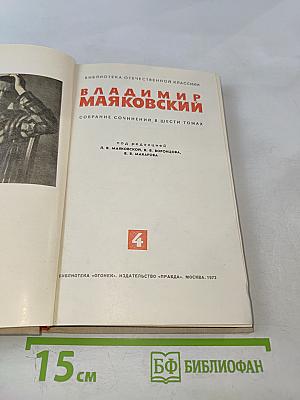 БИБЛИОТЕКА ОТЕЧЕСТВЕННОЙ КЛАССИКИ
ВЛАДИМИР
МАЯКОВСКИЙ
СОБРАНИЕ СОЧИНЕНИЙ В ШЕСТИ ТОМАХ
под редакцией
Л. В. МАЯКОВСКОЙ, В. В. ВОРОНЦОВА,
В. В. МАКАРОВА
4
БИБЛИОТЕКА «ОГОНЕК». ИЗДАТЕЛЬСТВО «ПРАВДА». МОСКВА. 1973
15 см
БФ БИБЛИОФАН